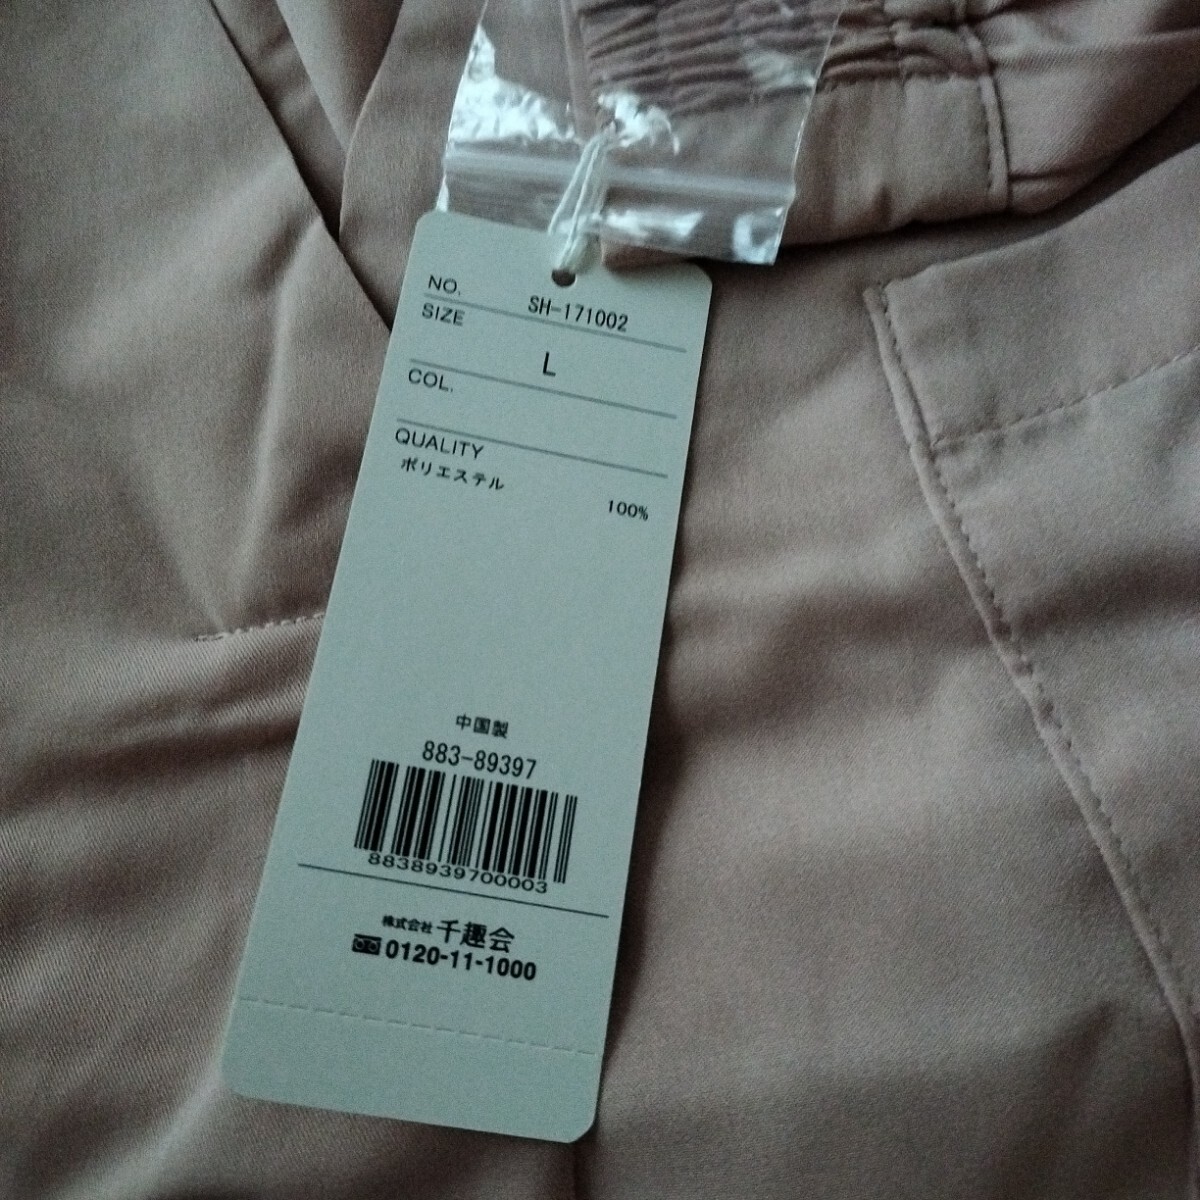 NO. SH-171002
SIZE
L
COL.
QUALITY
ポリエステル 100%
中国製
883-89397
8838939700003
株式会社 千趣会
0120-11-1000